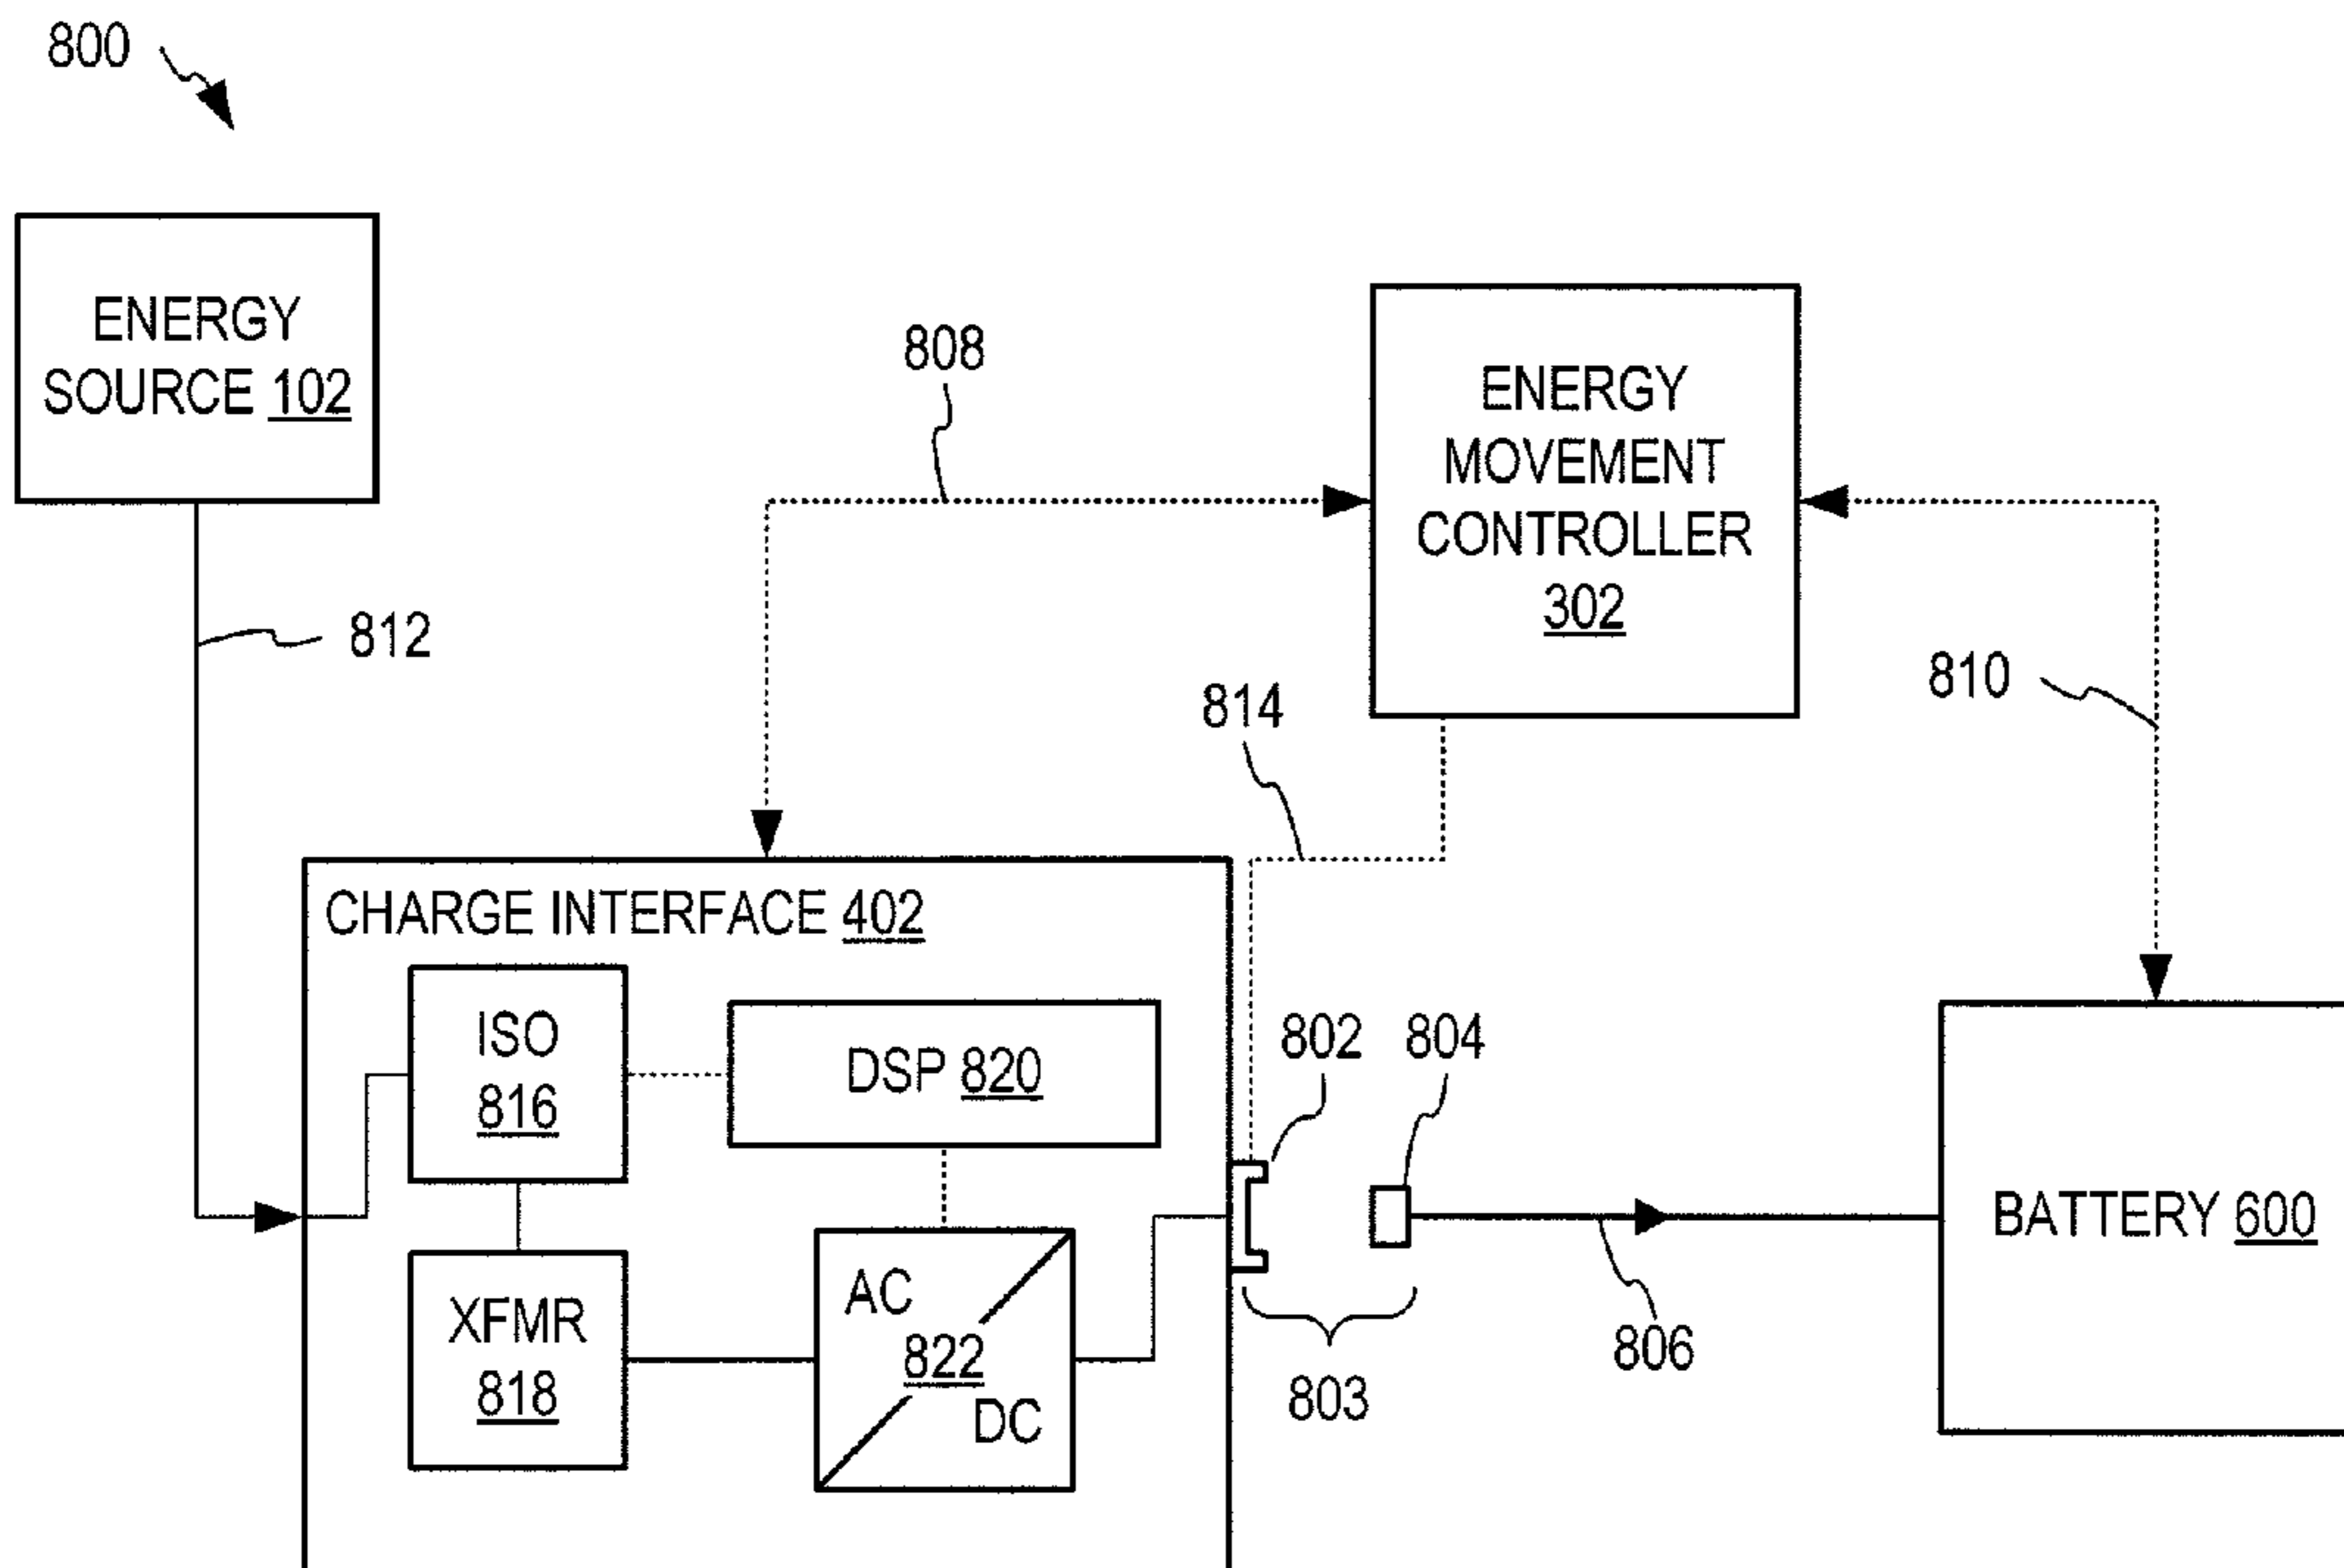 800
ENERGY
SOURCE 102
808
ENERGY
MOVEMENT
CONTROLLER
302
812
810
814
CHARGE INTERFACE 402
ISO
816
DSP 820
802
804
XFMR
818
AC
822
DC
803
806
BATTERY 600